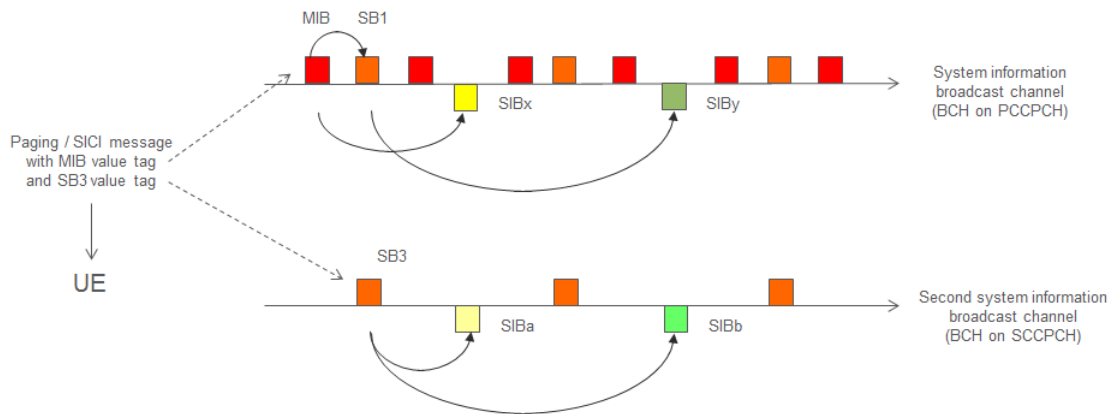 MIB SB1
SIBx SIBy
System information
broadcast channel
(BCH on PCCPCH)
Paging / SICI message
with MIB value tag
and SB3 value tag
UE
SB3
SIBa SIBb
Second system information
broadcast channel
(BCH on SCCPCH)